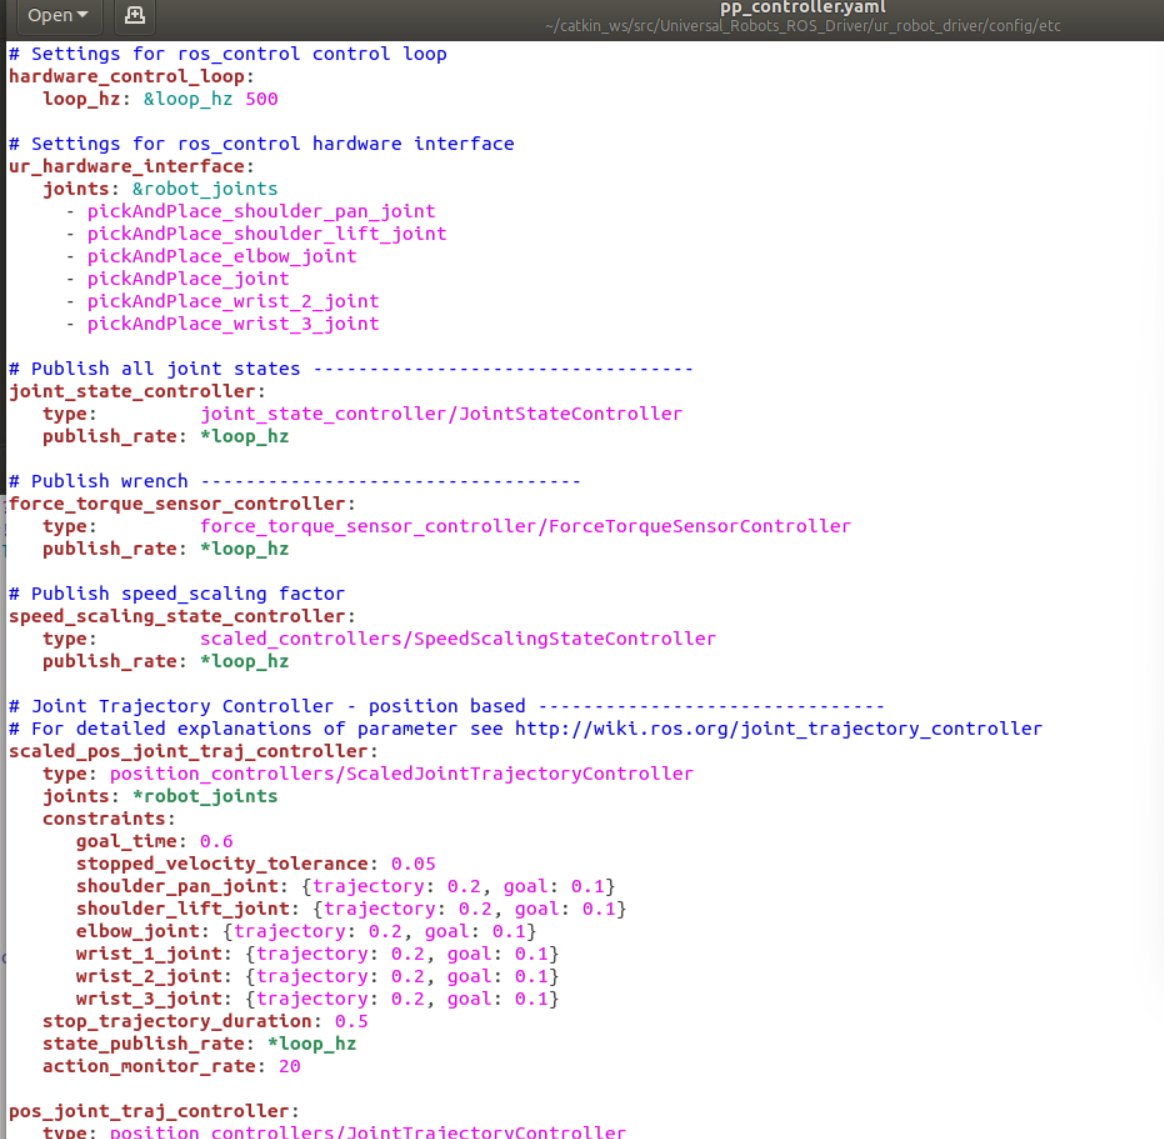 Open
pp_controller.yaml
~/catkin_ws/src/Universal_Robots_ROS_Driver/ur_robot_driver/config/etc
# Settings for ros_control control loop
hardware_control_loop:
   loop_hz: &loop_hz 500

# Settings for ros_control hardware interface
ur_hardware_interface:
   joints: &robot_joints
     - pickAndPlace_shoulder_pan_joint
     - pickAndPlace_shoulder_lift_joint
     - pickAndPlace_elbow_joint
     - pickAndPlace_joint
     - pickAndPlace_wrist_2_joint
     - pickAndPlace_wrist_3_joint

# Publish all joint states ----------------------------------
joint_state_controller:
   type:         joint_state_controller/JointStateController
   publish_rate: *loop_hz

# Publish wrench ----------------------------------
force_torque_sensor_controller:
   type:         force_torque_sensor_controller/ForceTorqueSensorController
   publish_rate: *loop_hz

# Publish speed_scaling factor
speed_scaling_state_controller:
   type:         scaled_controllers/SpeedScalingStateController
   publish_rate: *loop_hz

# Joint Trajectory Controller - position based -------------------------------
# For detailed explanations of parameter see http://wiki.ros.org/joint_trajectory_controller
scaled_pos_joint_traj_controller:
   type: position_controllers/ScaledJointTrajectoryController
   joints: *robot_joints
   constraints:
      goal_time: 0.6
      stopped_velocity_tolerance: 0.05
      shoulder_pan_joint: {trajectory: 0.2, goal: 0.1}
      shoulder_lift_joint: {trajectory: 0.2, goal: 0.1}
      elbow_joint: {trajectory: 0.2, goal: 0.1}
      wrist_1_joint: {trajectory: 0.2, goal: 0.1}
      wrist_2_joint: {trajectory: 0.2, goal: 0.1}
      wrist_3_joint: {trajectory: 0.2, goal: 0.1}
   stop_trajectory_duration: 0.5
   state_publish_rate: *loop_hz
   action_monitor_rate: 20

pos_joint_traj_controller:
   type: position_controllers/JointTrajectoryController